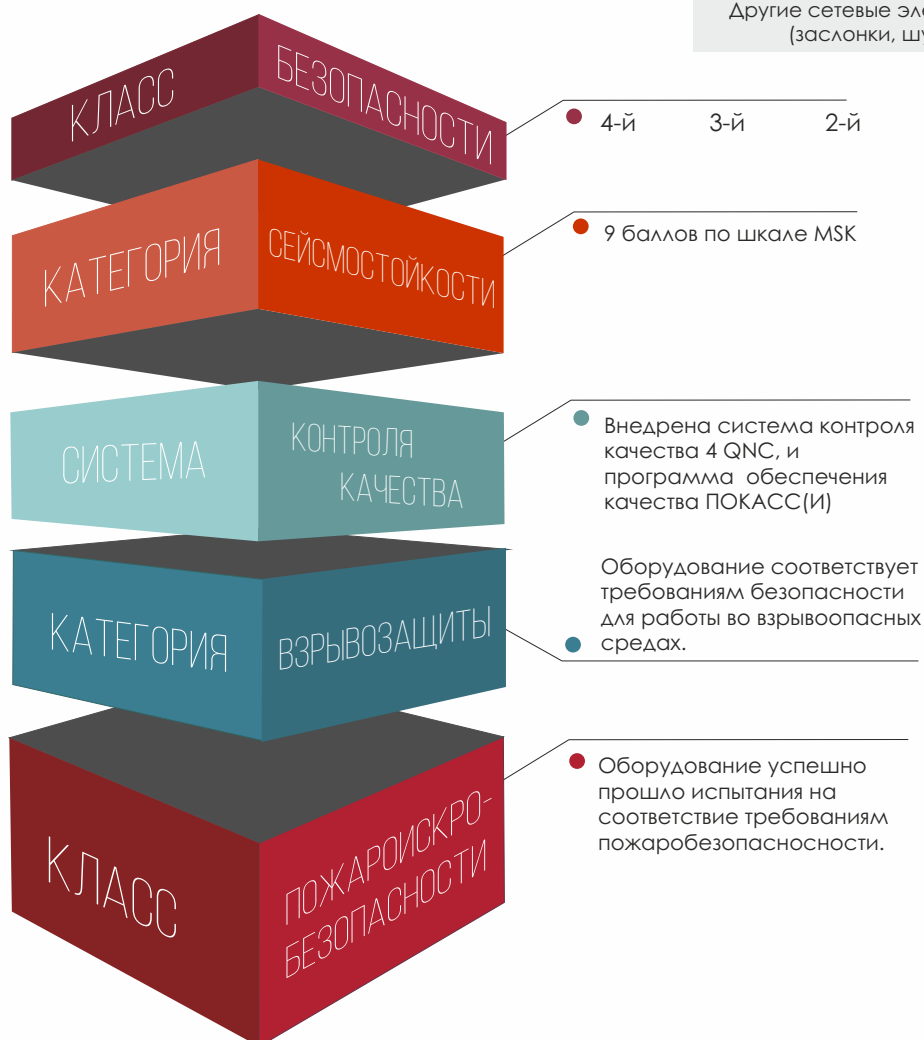 Другие сетевые
(заслонки,
КЛАСС БЕЗОПАСНОСТИ
4-й 3-й 2-й
КАТЕГОРИЯ СЕЙСМОСТОЙКОСТИ
9 баллов по шкале MSK
СИСТЕМА КОНТРОЛЯ
КАЧЕСТВА
Внедрена система контроля
качества 4 QNC, и
программа обеспечения
качества ПОКАСС(И)
КАТЕГОРИЯ ВЗРЫВОЗАЩИТЫ
Оборудование соответствует
требованиям безопасности
для работы во взрывоопасных
средах.
КЛАСС ПОЖАРОИСКРО-
БЕЗОПАСНОСТИ
Оборудование успешно
прошло испытания на
соответствие требованиям
пожаробезопасносности.